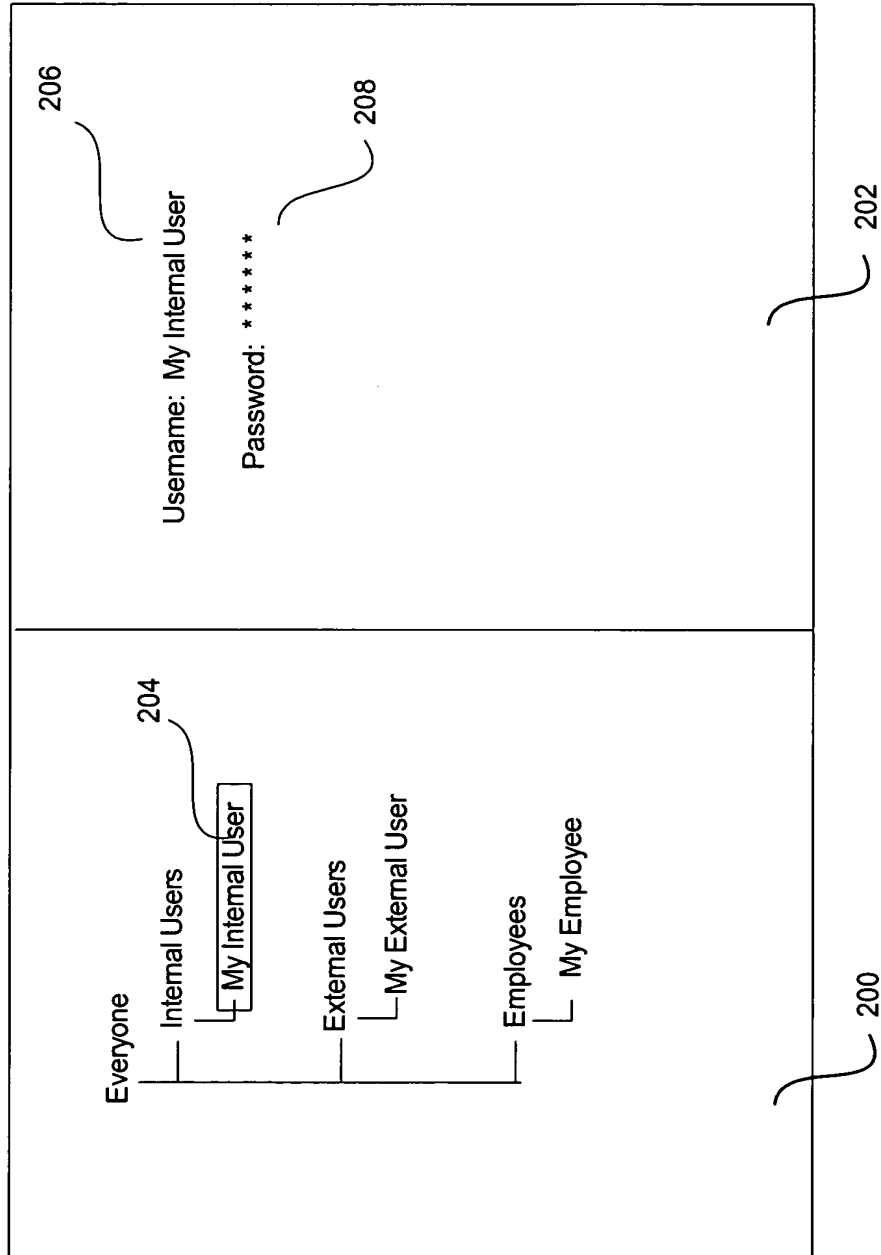 Everyone
Internal Users
My Internal User
204
External Users
My External User
Employees
My Employee
200
206
Username: My Internal User
Password: * * * * * * *
208
202